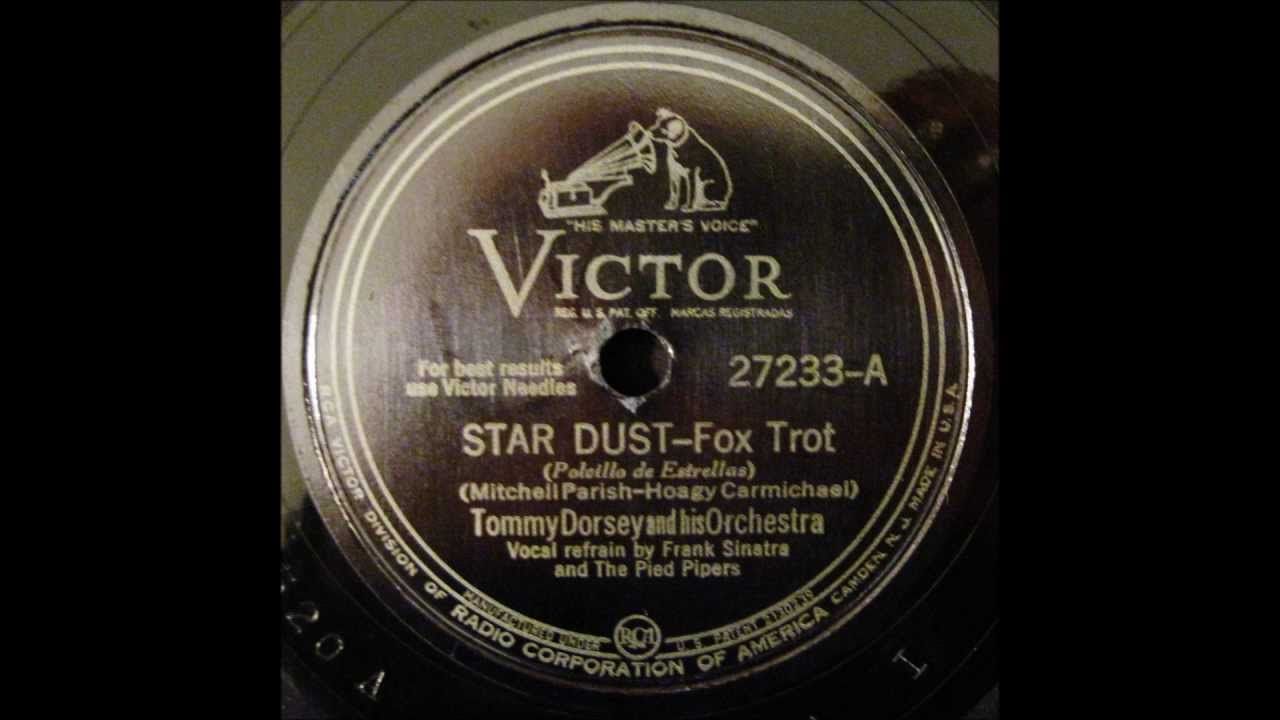 "HIS MASTER'S VOICE"
VICTOR
REG. U. S. PAT. OFF. MARCAS REGISTRADAS
For best results
use Victor Needles
27233-A
STAR DUST-Fox Trot
(Polvillo de Estrellas)
(Mitchell Parish-Hoagy Carmichael)
Tommy Dorsey and his Orchestra
Vocal refrain by Frank Sinatra
and The Pied Pipers
MANUFACTURED UNDER RCA U. S. PATENT
RCA VICTOR DIVISION OF RADIO CORPORATION OF AMERICA CAMDEN, N. J. MADE IN U. S. A.
20 A
I